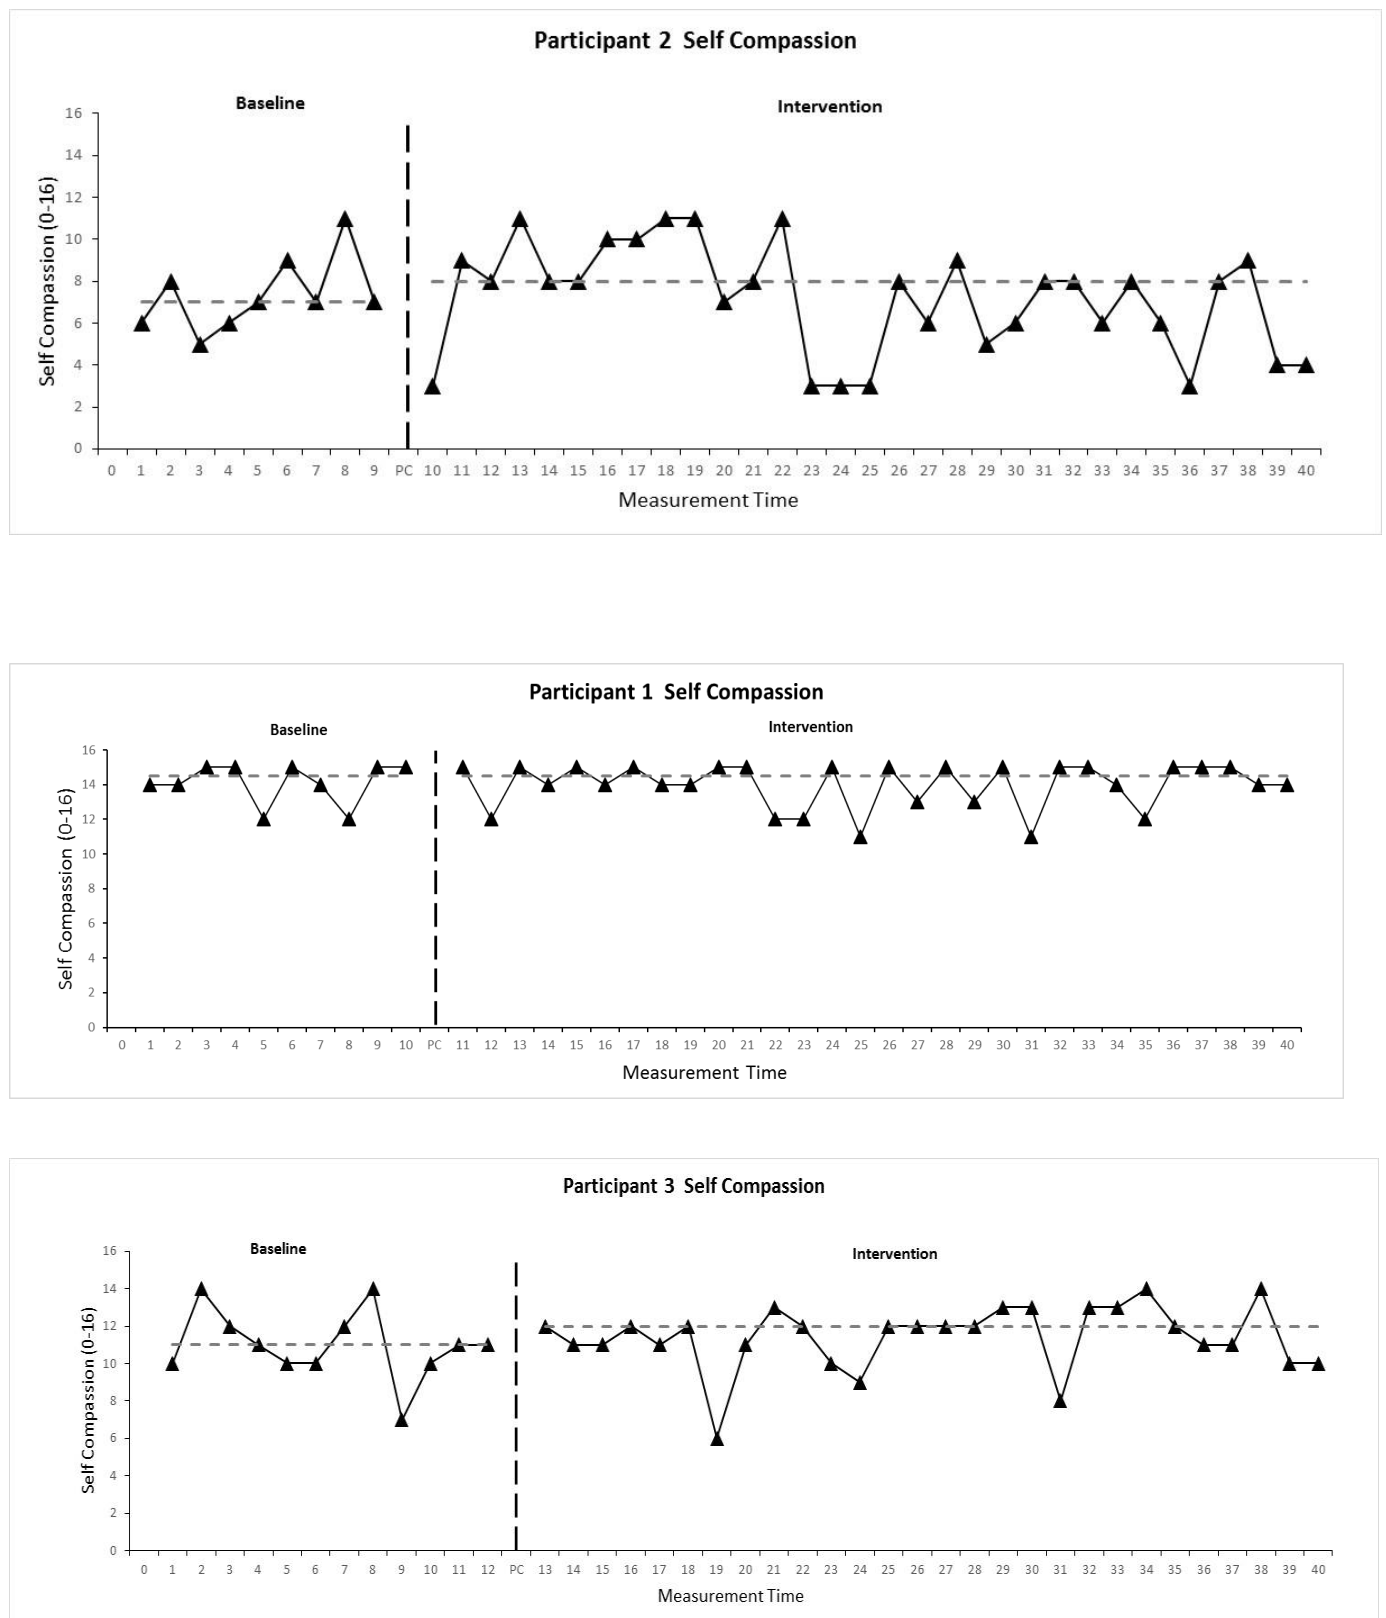 Participant 2 Self Compassion
Baseline
Intervention
16
14
12
10
8
6
4
2
0
Self Compassion (0-16)
0 1 2 3 4 5 6 7 8 9 PC 10 11 12 13 14 15 16 17 18 19 20 21 22 23 24 25 26 27 28 29 30 31 32 33 34 35 36 37 38 39 40
Measurement Time
Participant 1 Self Compassion
Baseline
Intervention
16
14
12
10
8
6
4
2
0
Self Compassion (0-16)
0 1 2 3 4 5 6 7 8 9 10 PC 11 12 13 14 15 16 17 18 19 20 21 22 23 24 25 26 27 28 29 30 31 32 33 34 35 36 37 38 39 40
Measurement Time
Participant 3 Self Compassion
Baseline
Intervention
16
14
12
10
8
6
4
2
0
Self Compassion (0-16)
0 1 2 3 4 5 6 7 8 9 10 11 12 PC 13 14 15 16 17 18 19 20 21 22 23 24 25 26 27 28 29 30 31 32 33 34 35 36 37 38 39 40
Measurement Time